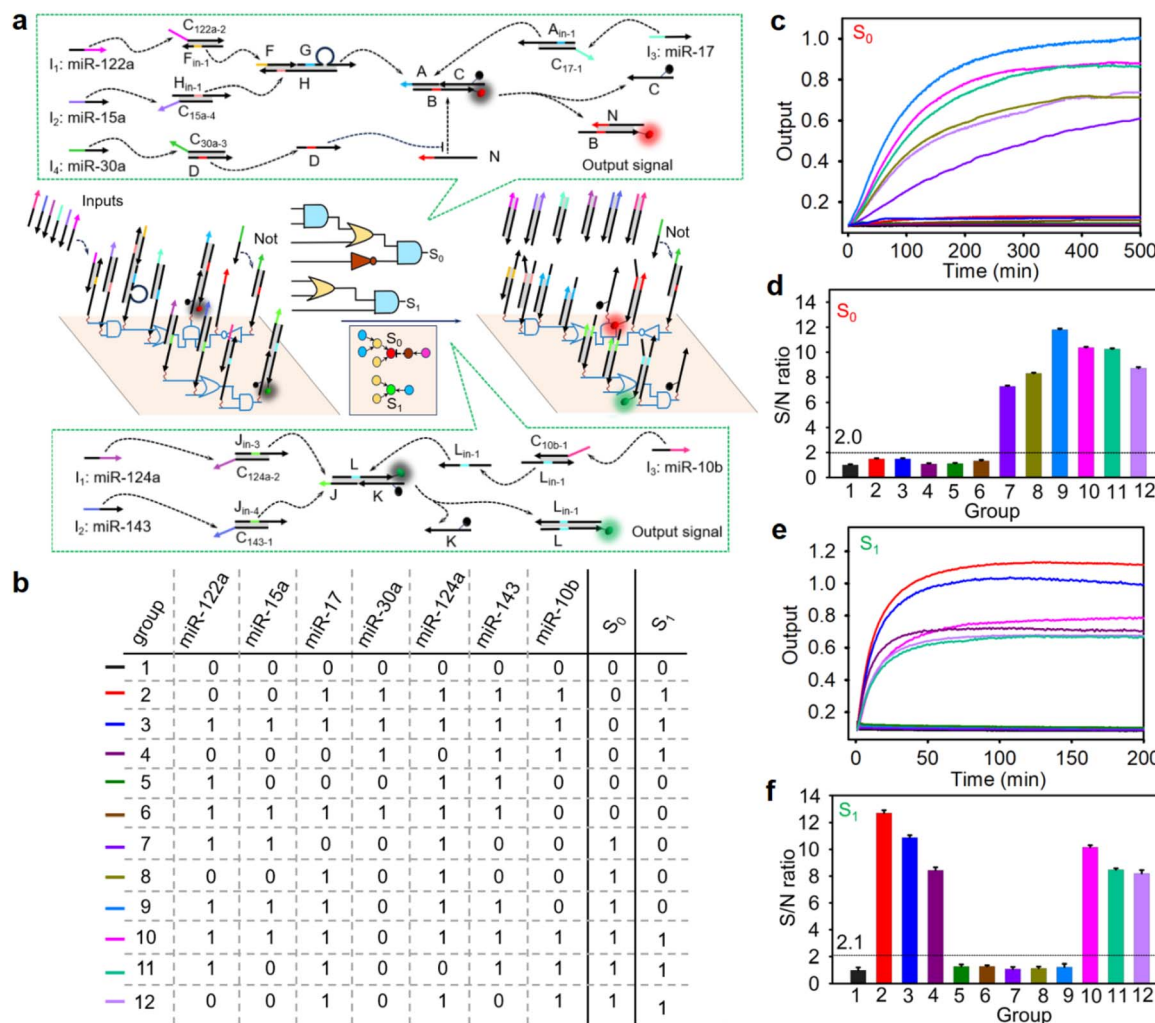 a
C122a-2
Fin-1
I1: miR-122a
F G
H
Hin-1
C15a-4
I2: miR-15a
C30a-3
D
I4: miR-30a
D
Ain-1
C17-1
I3: miR-17
A C
B
C
N
N
B
Output signal
Inputs
Not
S0
S1
S0
S1
Not
I1: miR-124a
Jin-3
C124a-2
I2: miR-143
Jin-4
C143-1
L
J K
Lin-1
C10b-1
Lin-1
I3: miR-10b
K
Lin-1
L
Output signal
b
group miR-122a miR-15a miR-17 miR-30a miR-124a miR-143 miR-10b S0 S1
1 0 0 0 0 0 0 0 0 0
2 0 0 1 1 1 1 1 0 1
3 1 1 1 1 1 1 1 0 1
4 0 0 0 1 0 1 1 0 1
5 1 0 0 0 1 1 0 0 0
6 1 1 1 1 1 1 0 0 0
7 1 1 0 0 1 0 0 1 0
8 0 0 1 0 0 0 0 1 0
9 1 1 1 0 1 1 0 1 0
10 1 1 1 0 1 1 1 1 1
11 1 0 1 0 0 1 1 1 1
12 0 0 1 0 1 0 1 1 1
c
S0
Output
1.0
0.8
0.6
0.4
0.2
0 100 200 300 400 500
Time (min)
d
S0
S/N ratio
14
12
10
8
6
4
2
0
2.0
1 2 3 4 5 6 7 8 9 10 11 12
Group
e
S1
Output
1.2
1.0
0.8
0.6
0.4
0.2
0 50 100 150 200
Time (min)
f
S1
S/N ratio
14
12
10
8
6
4
2
0
2.1
1 2 3 4 5 6 7 8 9 10 11 12
Group